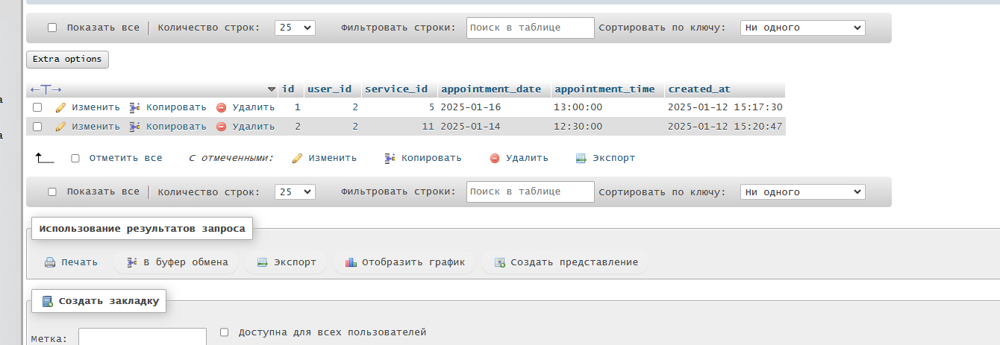 Показать все Количество строк: 25 Фильтровать строки: Поиск в таблице Сортировать по ключу: Ни одного
Extra options
←T→ id user_id service_id appointment_date appointment_time created_at
а Изменить Копировать Удалить 1 2 5 2025-01-16 13:00:00 2025-01-12 15:17:30
а Изменить Копировать Удалить 2 2 11 2025-01-14 12:30:00 2025-01-12 15:20:47
Отметить все С отмеченными: Изменить Копировать Удалить Экспорт
Показать все Количество строк: 25 Фильтровать строки: Поиск в таблице Сортировать по ключу: Ни одного
Использование результатов запроса
Печать В буфер обмена Экспорт Отобразить график Создать представление
Создать закладку
Метка: Доступна для всех пользователей